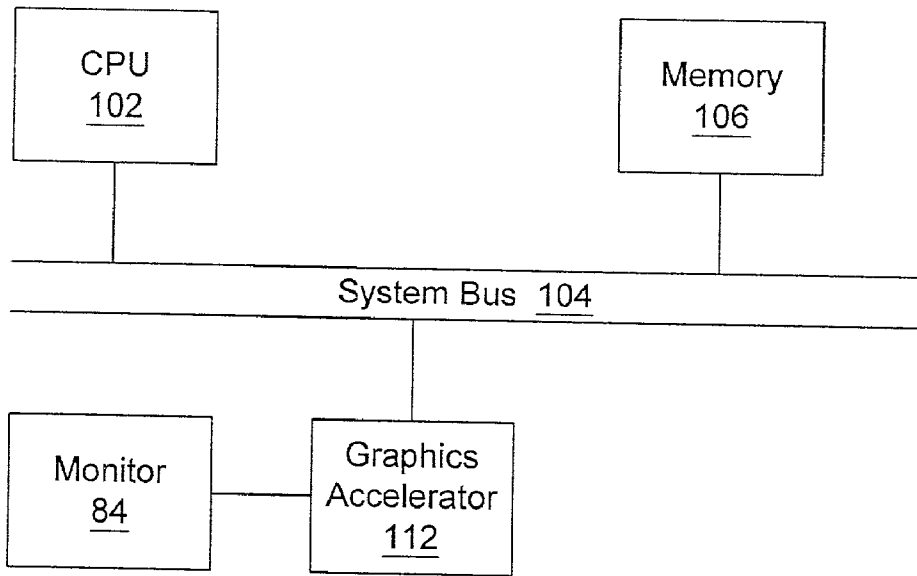 CPU
102
Memory
106
System Bus 104
Monitor
84
Graphics
Accelerator
112